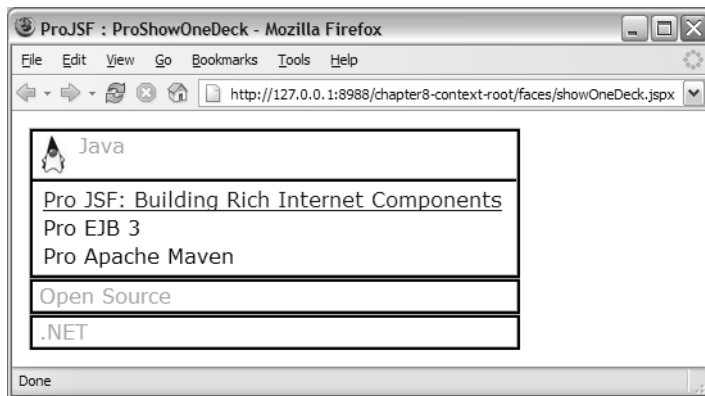 ProJSF : ProShowOneDeck - Mozilla Firefox
File Edit View Go Bookmarks Tools Help
http://127.0.0.1:8988/chapter8-context-root/faces/showOneDeck.jspx
Java
Pro JSF: Building Rich Internet Components
Pro EJB 3
Pro Apache Maven
Open Source
.NET
Done